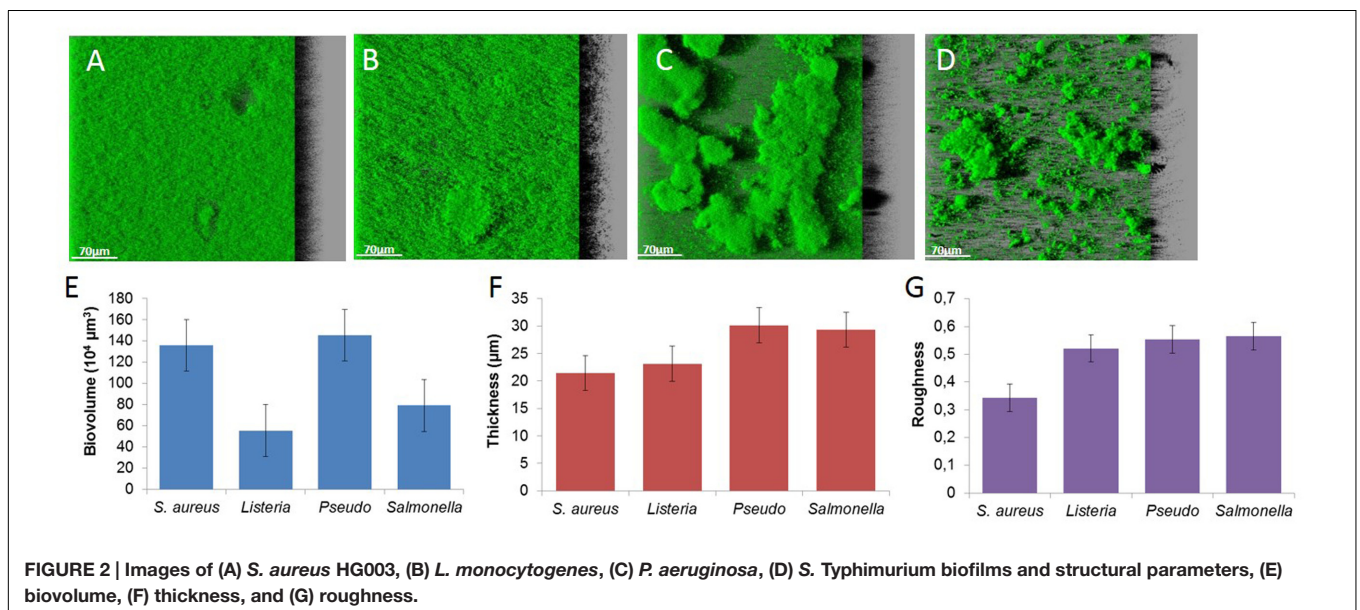 A
B
C
D
70µm
70µm
70µm
70µm
E
Biovolume (10⁴ µm³)
180
160
140
120
100
80
60
40
20
0
S. aureus Listeria Pseudo Salmonella
F
Thickness (µm)
35
30
25
20
15
10
5
0
S. aureus Listeria Pseudo Salmonella
G
Roughness
0,7
0,6
0,5
0,4
0,3
0,2
0,1
0
S. aureus Listeria Pseudo Salmonella
FIGURE 2 | Images of (A) S. aureus HG003, (B) L. monocytogenes, (C) P. aeruginosa, (D) S. Typhimurium biofilms and structural parameters, (E)
biovolume, (F) thickness, and (G) roughness.